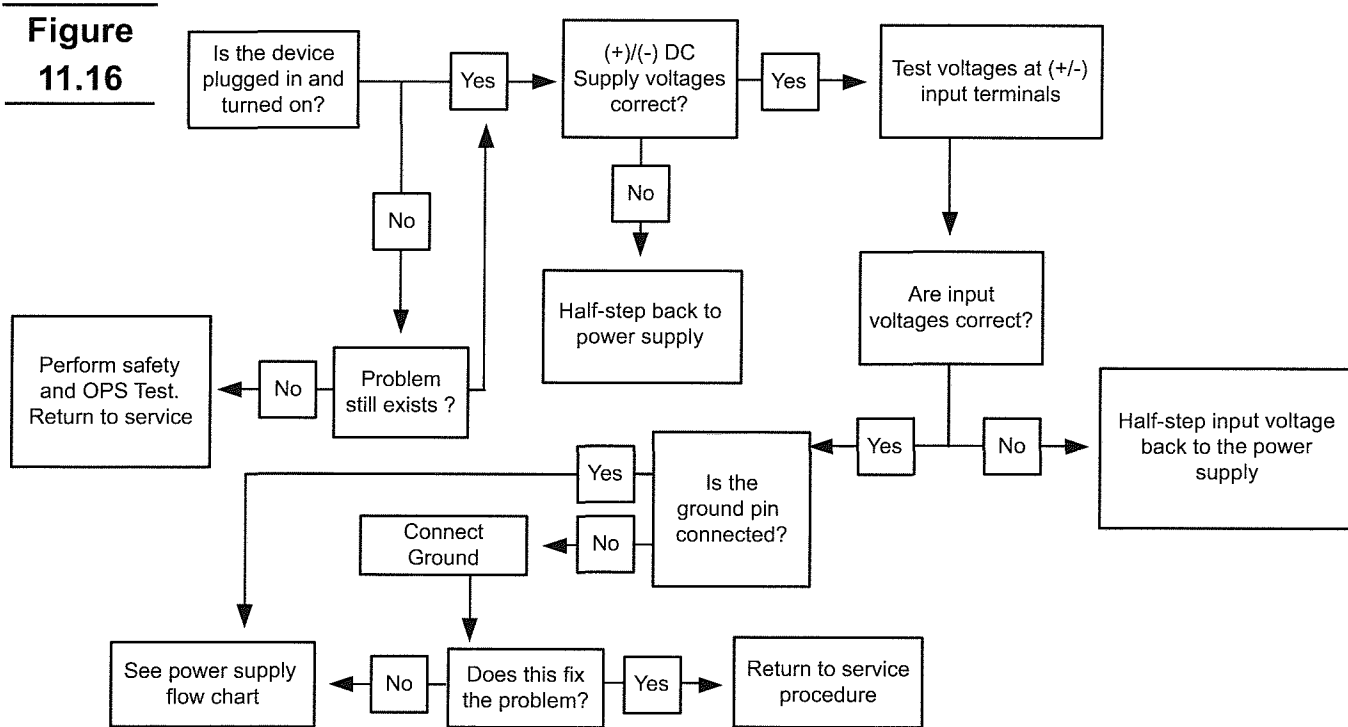 Figure
11.16
Is the device
plugged in and
turned on?
Yes
(+)/(-) DC
Supply voltages
correct?
Yes
Test voltages at (+/-)
input terminals
No
No
Half-step back to
power supply
Are input
voltages correct?
Perform safety
and OPS Test.
Return to service
No
Problem
still exists ?
Yes
No
Half-step input voltage
back to the power
supply
Yes
Is the
ground pin
connected?
Connect
Ground
No
See power supply
flow chart
No
Does this fix
the problem?
Yes
Return to service
procedure